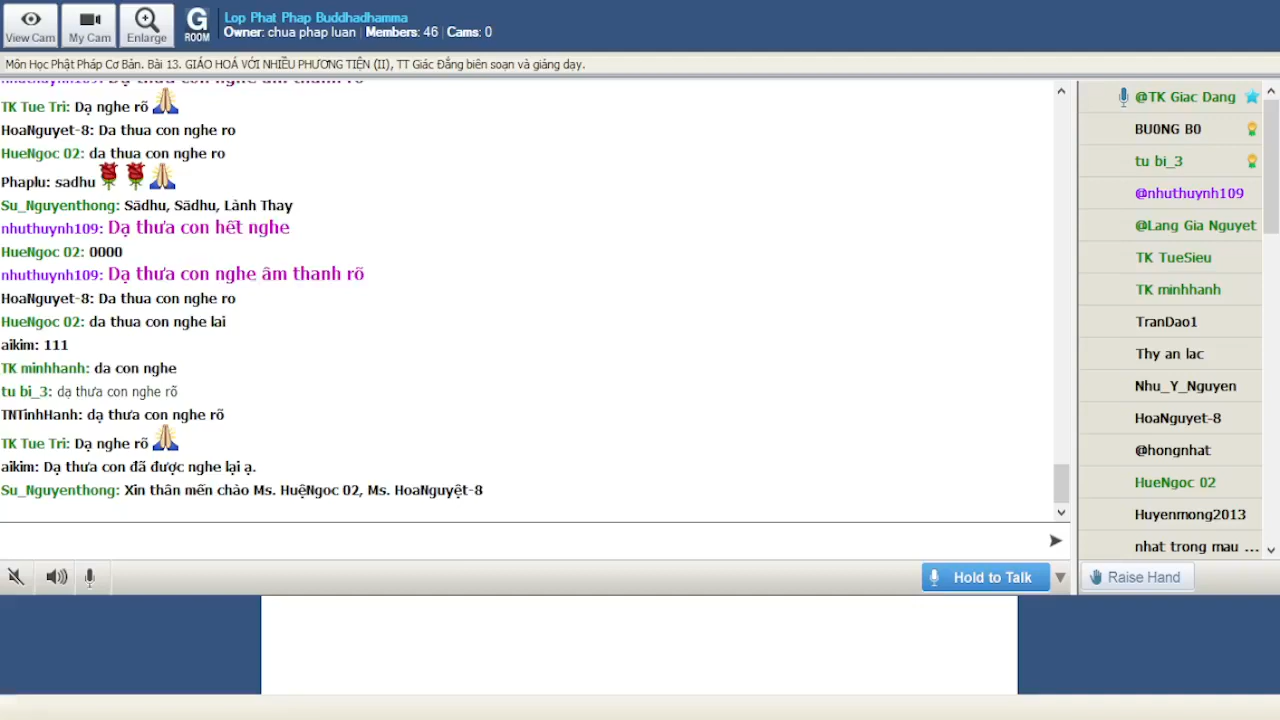 Lop Phat Phap Buddhadhamma
Owner: chua phap luan | Members: 46 | Cams: 0
View Cam
My Cam
Enlarge
G ROOM
Môn Học Phật Pháp Cơ Bản. Bài 13. GIÁO HOÁ VỚI NHIỀU PHƯƠNG TIỆN (II), TT Giác Đẳng biên soạn và giảng dạy.
nhuthuynh109: Dạ thưa con nghe âm thanh rõ
TK Tue Tri: Dạ nghe rõ
HoaNguyet-8: Da thua con nghe ro
HueNgoc 02: da thua con nghe ro
Phaplu: sadhu
Su_Nguyenthong: Sādhu, Sādhu, Lành Thay
nhuthuynh109: Dạ thưa con hết nghe
HueNgoc 02: 0000
nhuthuynh109: Dạ thưa con nghe âm thanh rõ
HoaNguyet-8: Da thua con nghe ro
HueNgoc 02: da thua con nghe lai
aikim: 111
TK minhhanh: da con nghe
tu bi_3: dạ thưa con nghe rõ
TNTinhHanh: dạ thưa con nghe rõ
TK Tue Tri: Dạ nghe rõ
aikim: Dạ thưa con đã được nghe lại ạ.
Su_Nguyenthong: Xin thân mến chào Ms. HuệNgoc 02, Ms. HoaNguyệt-8
@TK Giac Dang
BU0NG B0
tu bi_3
@nhuthuynh109
@Lang Gia Nguyet
TK TueSieu
TK minhhanh
TranDao1
Thy an lac
Nhu_Y_Nguyen
HoaNguyet-8
@hongnhat
HueNgoc 02
Huyenmong2013
nhat trong mau ...
Hold to Talk
Raise Hand